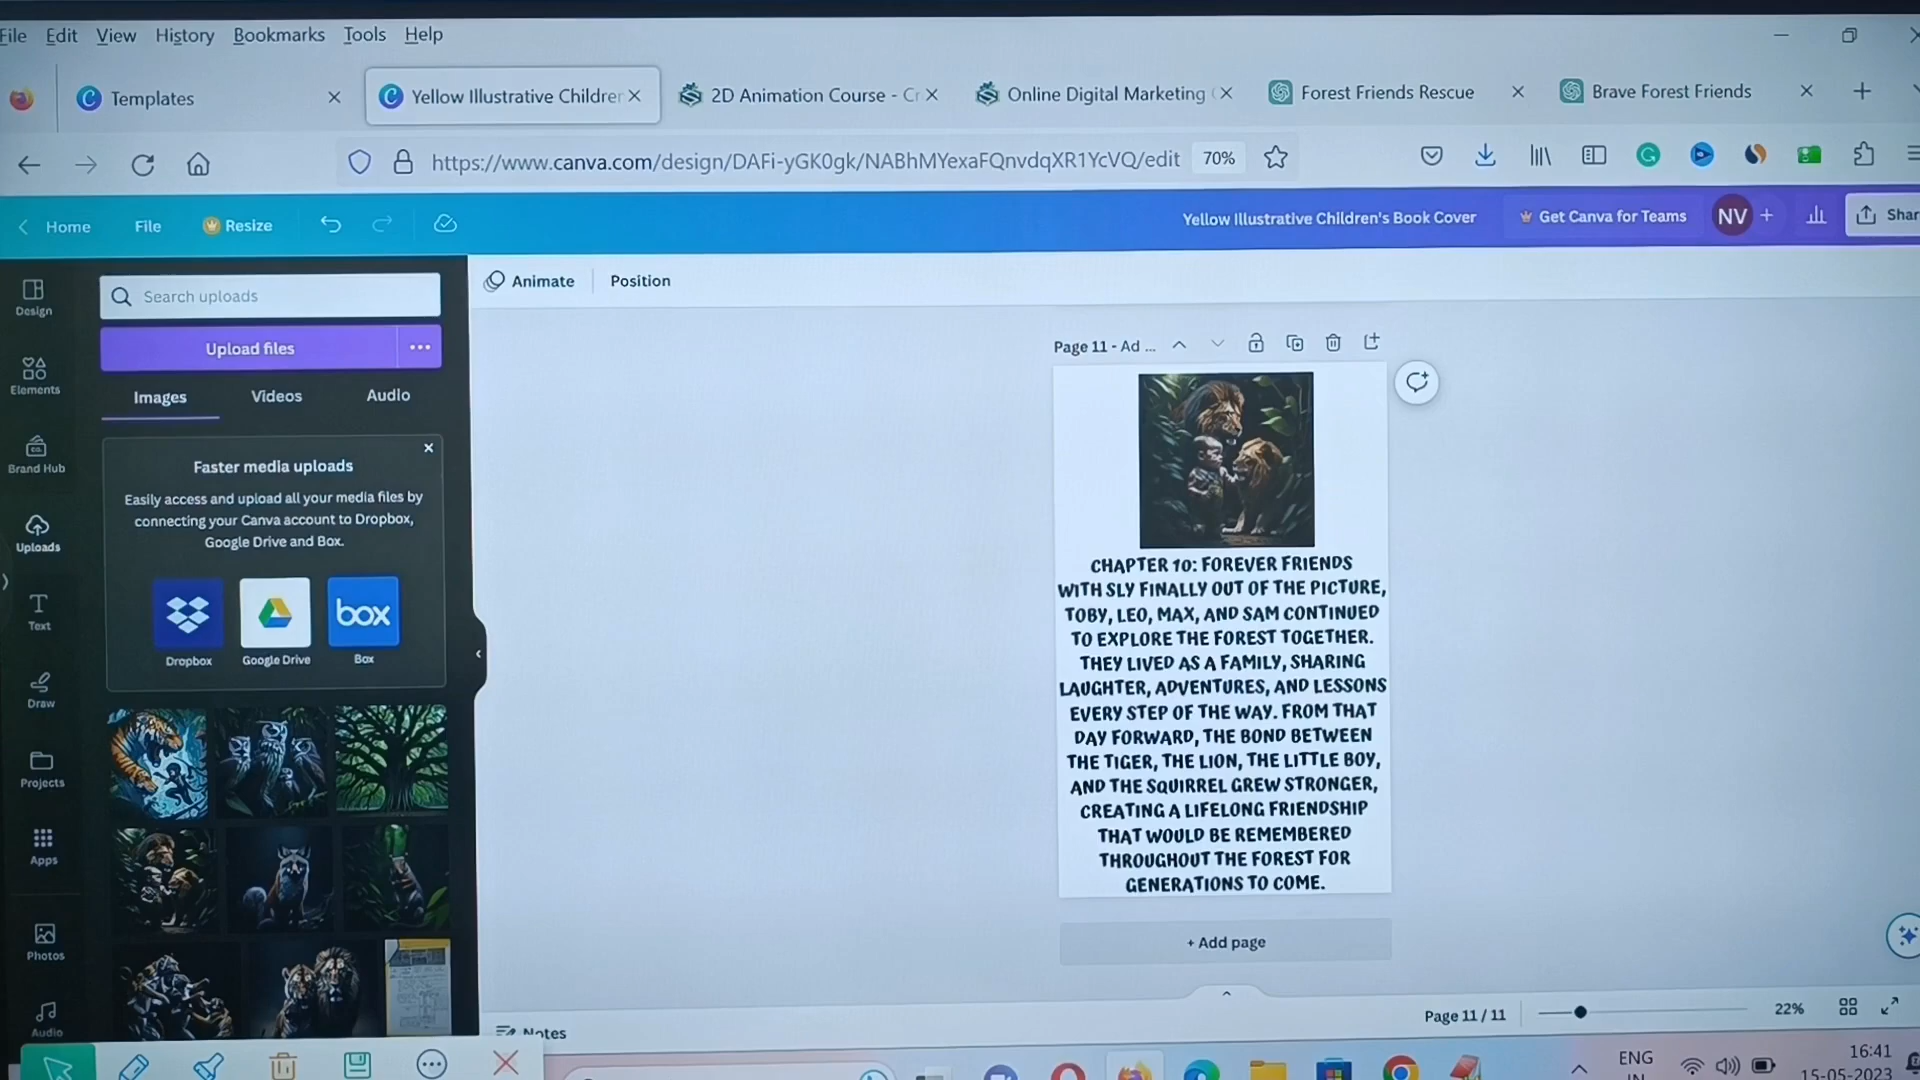 File Edit View History Bookmarks Tools Help
Templates
Yellow Illustrative Childrer
2D Animation Course - Cr
Online Digital Marketing
Forest Friends Rescue
Brave Forest Friends
https://www.canva.com/design/DAFi-yGK0gk/NABhMYexaFQnvdqXR1YcVQ/edit
70%
Home File Resize
Yellow Illustrative Children's Book Cover
Get Canva for Teams
NV
Shar
Design
Elements
Brand Hub
Uploads
Text
Draw
Projects
Apps
Photos
Audio
Search uploads
Upload files
Images Videos Audio
Faster media uploads
Easily access and upload all your media files by
connecting your Canva account to Dropbox,
Google Drive and Box.
box
Dropbox Google Drive Box
Animate Position
Page 11 - Ad ...
CHAPTER 10: FOREVER FRIENDS
WITH SLY FINALLY OUT OF THE PICTURE,
TOBY, LEO, MAX, AND SAM CONTINUED
TO EXPLORE THE FOREST TOGETHER.
THEY LIVED AS A FAMILY, SHARING
LAUGHTER, ADVENTURES, AND LESSONS
EVERY STEP OF THE WAY. FROM THAT
DAY FORWARD, THE BOND BETWEEN
THE TIGER, THE LION, THE LITTLE BOY,
AND THE SQUIRREL GREW STRONGER,
CREATING A LIFELONG FRIENDSHIP
THAT WOULD BE REMEMBERED
THROUGHOUT THE FOREST FOR
GENERATIONS TO COME.
+ Add page
Notes
Page 11 / 11
22%
ENG
IN
16:41
15-05-2023